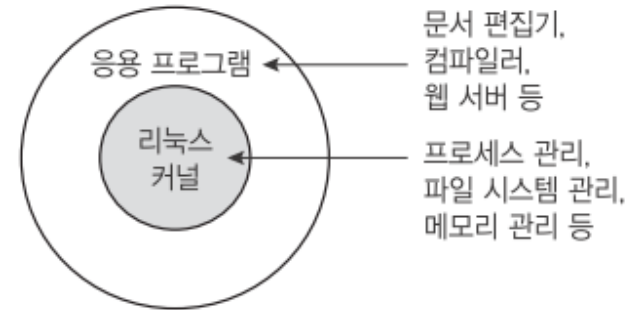 응용 프로그램
리눅스
커널
문서 편집기,
컴파일러,
웹 서버 등
프로세스 관리,
파일 시스템 관리,
메모리 관리 등